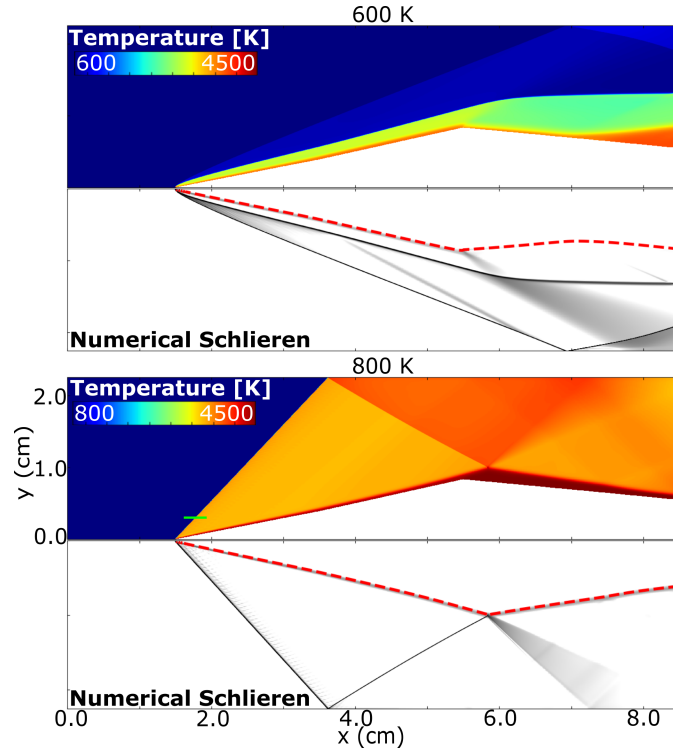 600 K
Temperature [K]
600 4500
Numerical Schlieren
800 K
Temperature [K]
800 4500
2.0
1.0
0.0
y (cm)
Numerical Schlieren
0.0 2.0 4.0 6.0 8.0
x (cm)